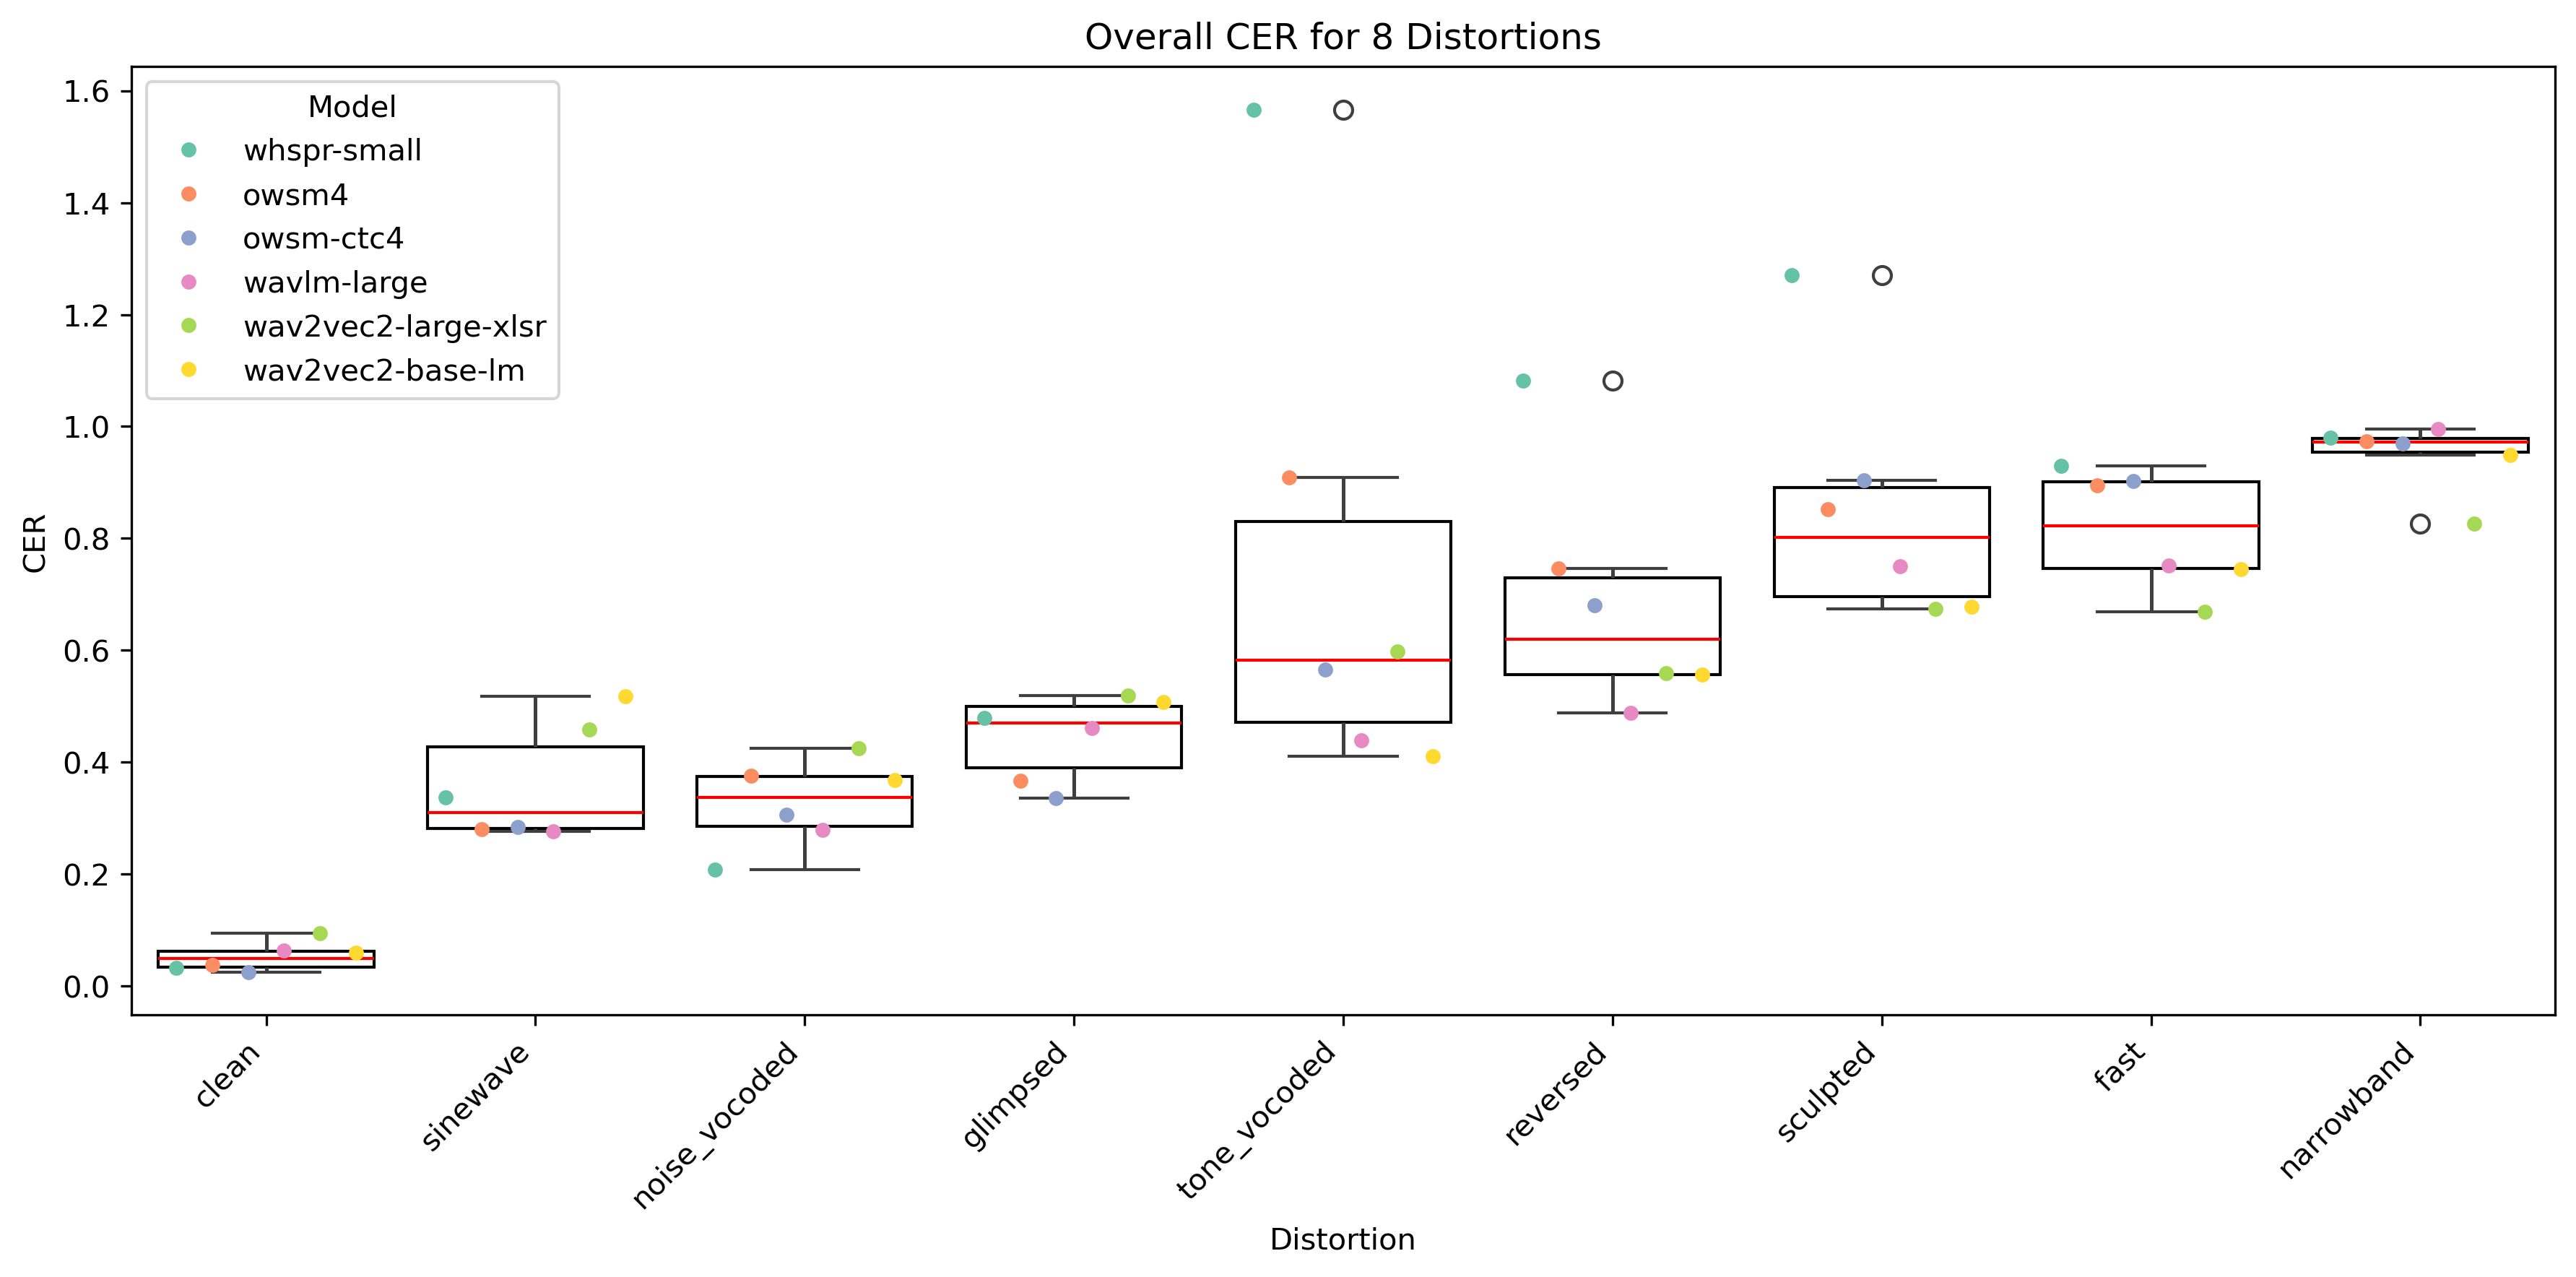 Overall CER for 8 Distortions
Model
whspr-small
owsm4
owsm-ctc4
wavlm-large
wav2vec2-large-xlsr
wav2vec2-base-lm
CER
1.6
1.4
1.2
1.0
0.8
0.6
0.4
0.2
0.0
clean
sinewave
noise_vocoded
glimpsed
tone_vocoded
reversed
sculpted
fast
narrowband
Distortion